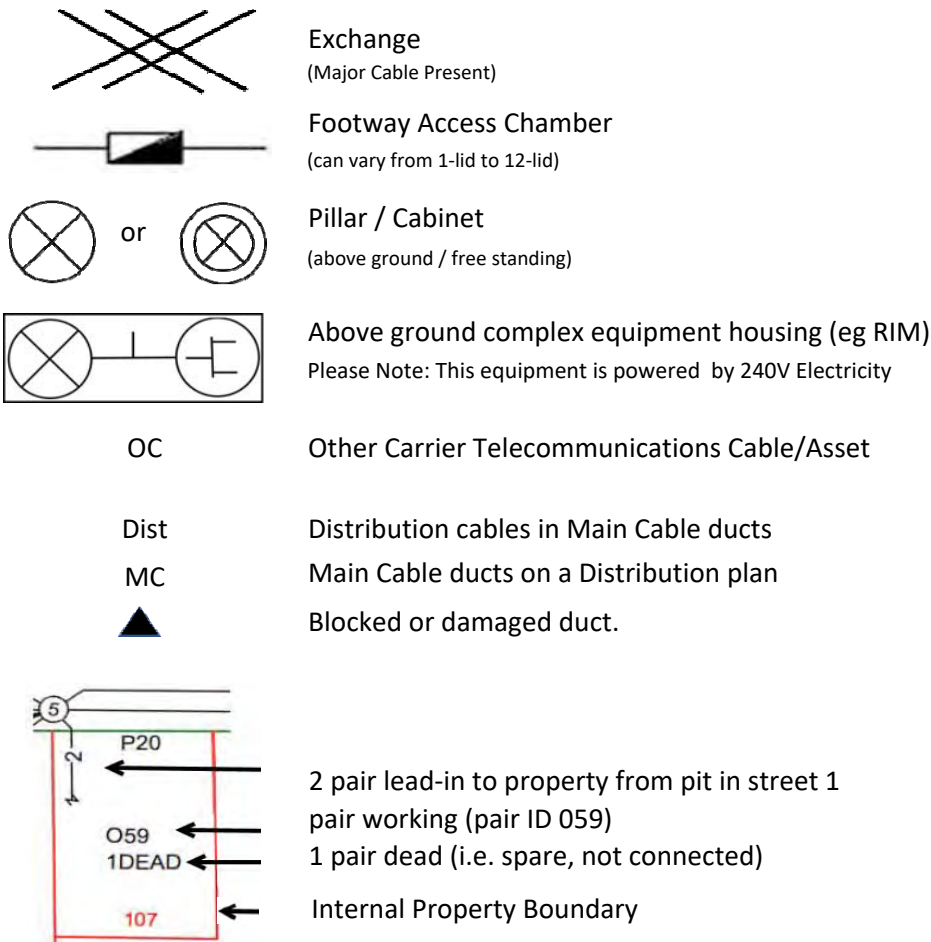 Exchange
(Major Cable Present)
Footway Access Chamber
(can vary from 1-lid to 12-lid)
or
Pillar / Cabinet
(above ground / free standing)
Above ground complex equipment housing (eg RIM)
Please Note: This equipment is powered by 240V Electricity
OC
Other Carrier Telecommunications Cable/Asset
Dist
Distribution cables in Main Cable ducts
MC
Main Cable ducts on a Distribution plan
Blocked or damaged duct.
5
P20
2
2 pair lead-in to property from pit in street 1
pair working (pair ID 059)
O59
1DEAD
1 pair dead (i.e. spare, not connected)
107
Internal Property Boundary